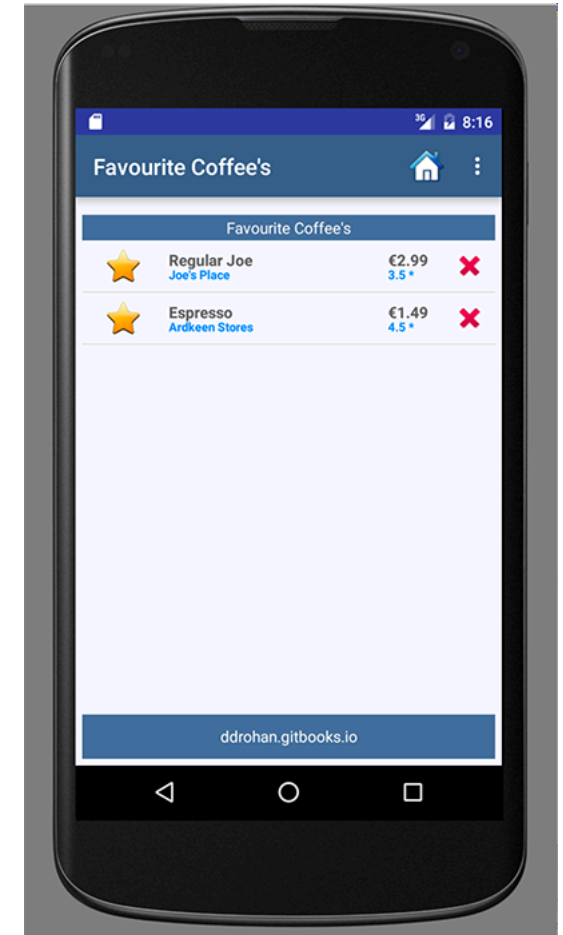 3G 8:16
Favourite Coffee's
Favourite Coffee's
Regular Joe €2.99
Joe's Place 3.5 *
Espresso €1.49
Ardkeen Stores 4.5 *
ddrohan.gitbooks.io